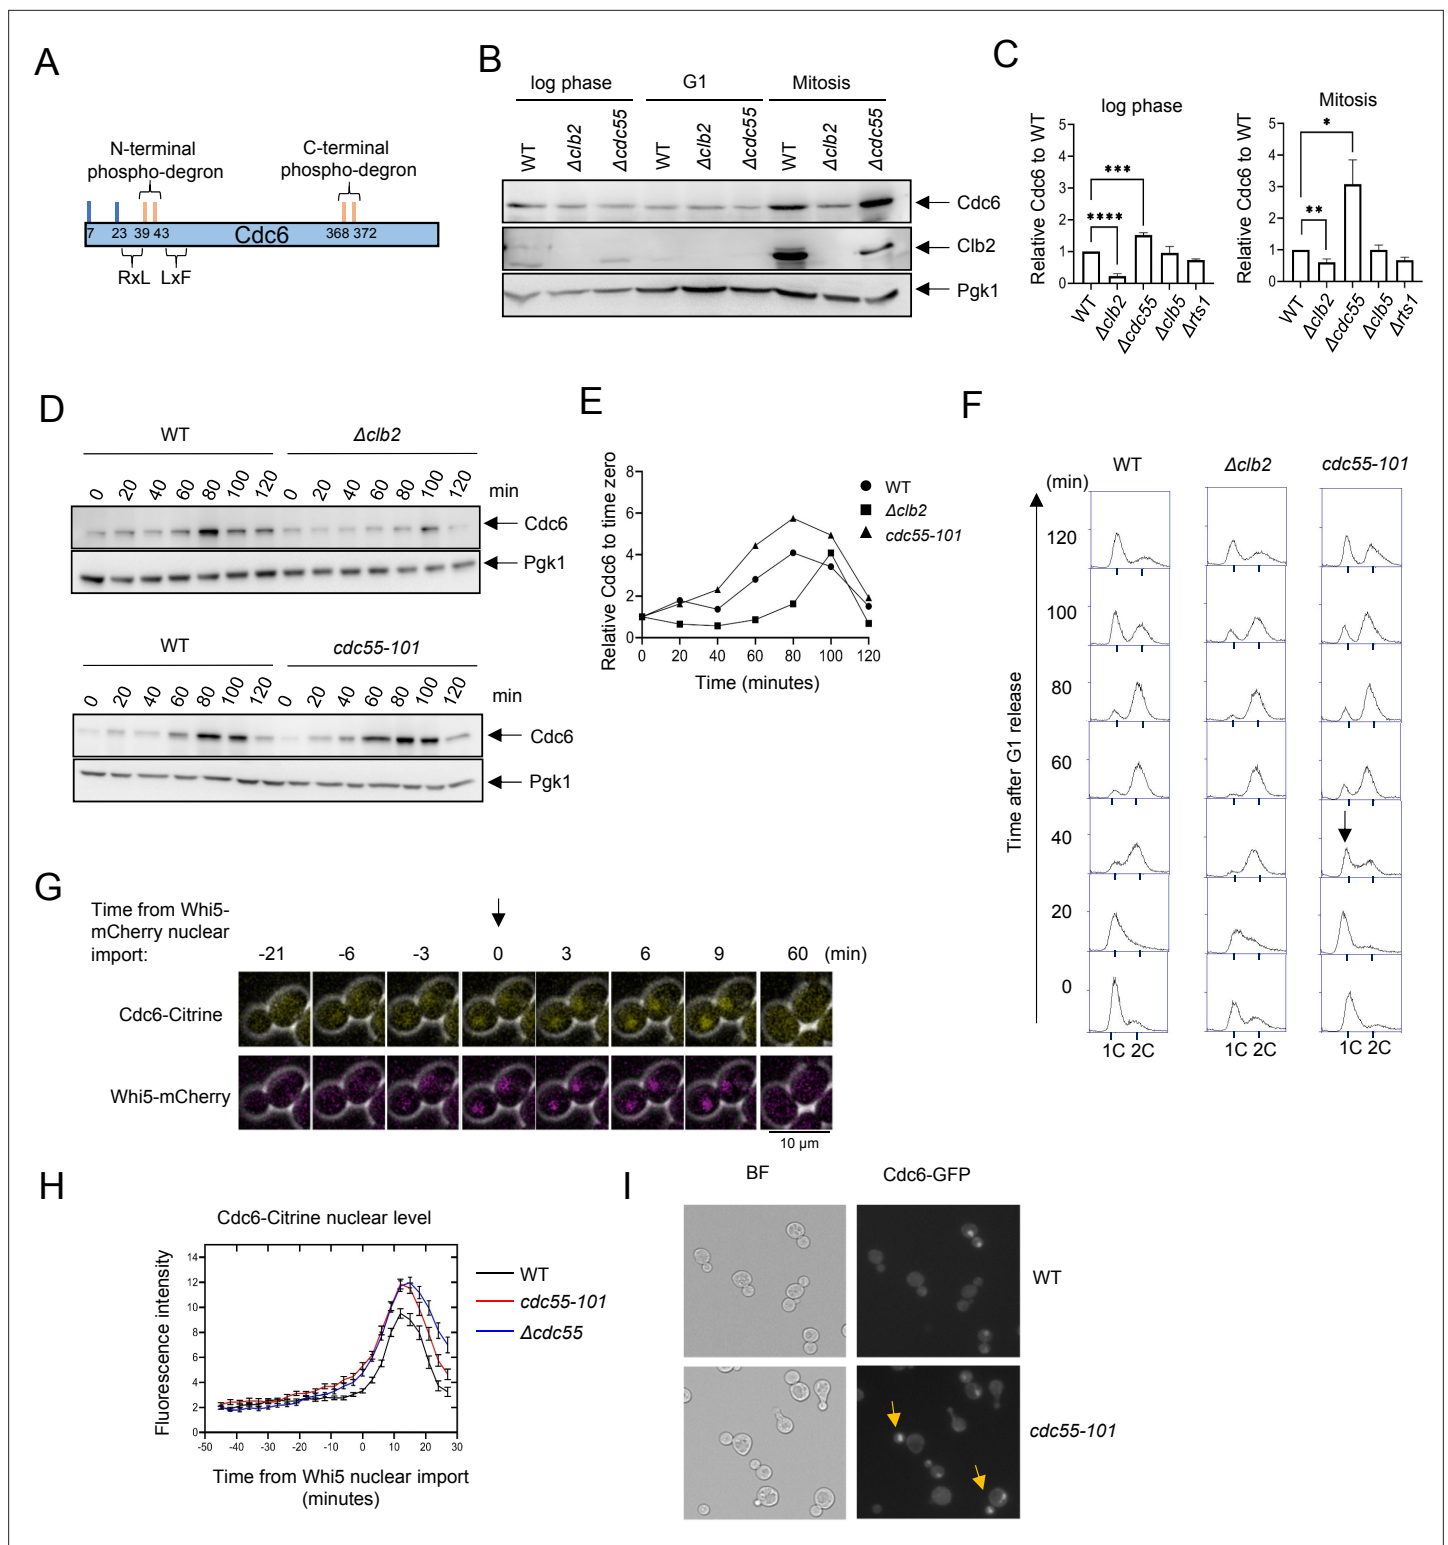 A
N-terminal
phospho-degron
C-terminal
phospho-degron
7
23
39
43
Cdc6
368
372
RxL
LxF
B
log phase
G1
Mitosis
WT
Δclb2
Δcdc55
WT
Δclb2
Δcdc55
WT
Δclb2
Δcdc55
Cdc6
Clb2
Pgk1
C
log phase
Relative Cdc6 to WT
5
4
3
2
1
0
***
****
WT
Δclb2
Δcdc55
Δclb5
Δrts1
Mitosis
Relative Cdc6 to WT
5
4
3
2
1
0
*
**
WT
Δclb2
Δcdc55
Δclb5
Δrts1
D
WT
Δclb2
0 20 40 60 80 100 120 0 20 40 60 80 100 120 min
Cdc6
Pgk1
WT
cdc55-101
0 20 40 60 80 100 120 0 20 40 60 80 100 120 min
Cdc6
Pgk1
E
Relative Cdc6 to time zero
8
6
4
2
0
0 20 40 60 80 100 120
Time (minutes)
WT
Δclb2
cdc55-101
F
WT
Δclb2
cdc55-101
(min)
Time after G1 release
120
100
80
60
40
20
0
1C 2C
1C 2C
1C 2C
G
Time from Whi5-
mCherry nuclear
import:
-21 -6 -3 0 3 6 9 60 (min)
Cdc6-Citrine
Whi5-mCherry
10 µm
H
Cdc6-Citrine nuclear level
Fluorescence intensity
14
12
10
8
6
4
2
0
-50 -40 -30 -20 -10 0 10 20 30
Time from Whi5 nuclear import
(minutes)
WT
cdc55-101
Δcdc55
I
BF
Cdc6-GFP
WT
cdc55-101